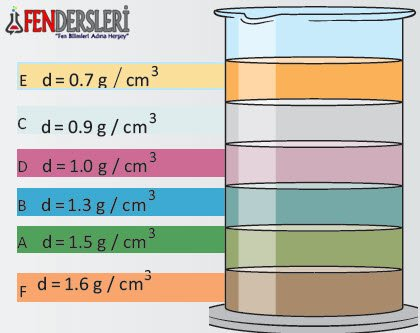 FENDERSLERİ
"Fen Bilimleri Adına Herşey"
E d = 0.7 g / cm³
C d = 0.9 g / cm³
D d = 1.0 g / cm³
B d = 1.3 g / cm³
A d = 1.5 g / cm³
F d = 1.6 g / cm³